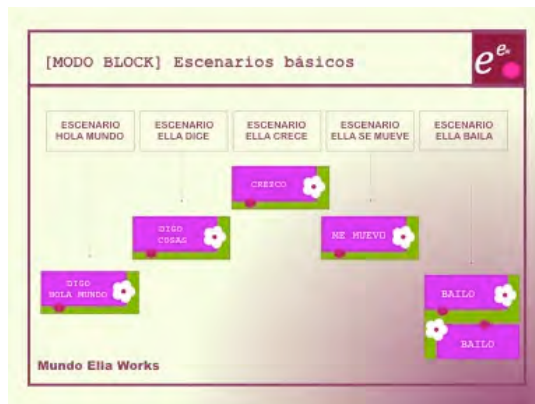 [MODO BLOCK] Escenarios básicos
e e
ESCENARIO
HOLA MUNDO
ESCENARIO
ELLA DICE
ESCENARIO
ELLA CRECE
ESCENARIO
ELLA SE MUEVE
ESCENARIO
ELLA BAILA
CREZCO
DIGO
COSAS
ME MUEVO
DIGO
HOLA MUNDO
BAILO
BAILO
Mundo Ella Works